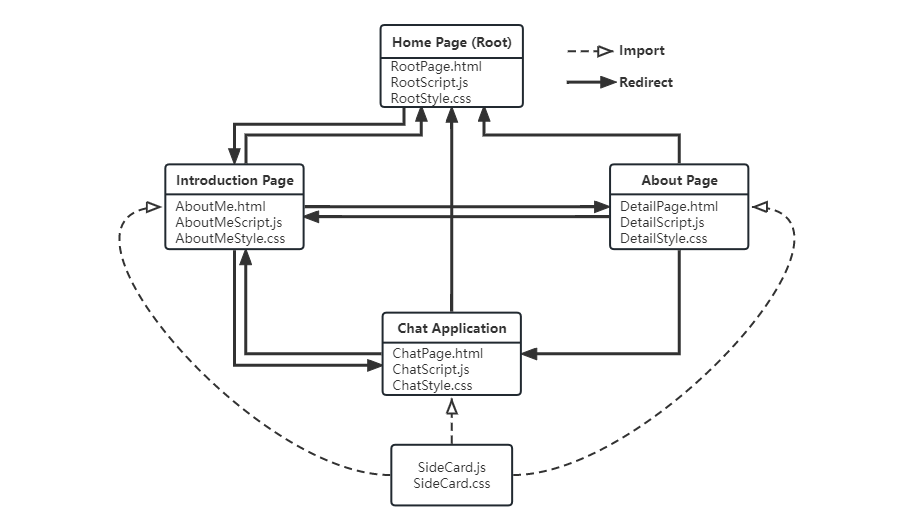 Home Page (Root)
RootPage.html
RootScript.js
RootStyle.css
Import
Redirect
Introduction Page
AboutMe.html
AboutMeScript.js
AboutMeStyle.css
About Page
DetailPage.html
DetailScript.js
DetailStyle.css
Chat Application
ChatPage.html
ChatScript.js
ChatStyle.css
SideCard.js
SideCard.css